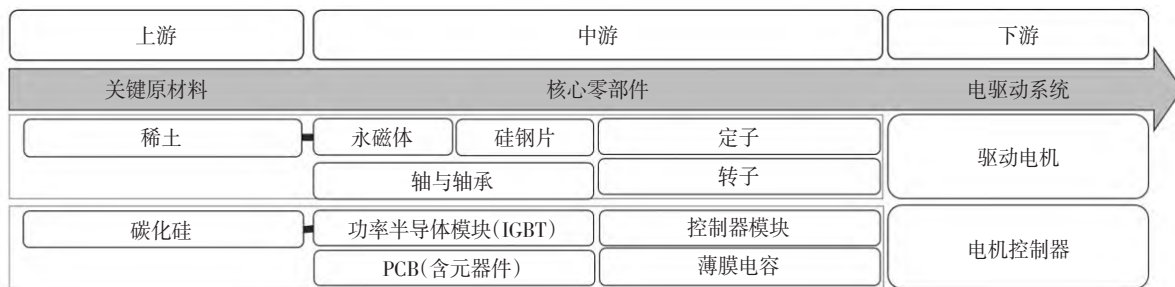 上游 中游 下游
关键原材料 核心零部件 电驱动系统
稀土 永磁体 硅钢片 定子 驱动电机
轴与轴承 转子
碳化硅 功率半导体模块(IGBT) 控制器模块 电机控制器
PCB(含元器件) 薄膜电容